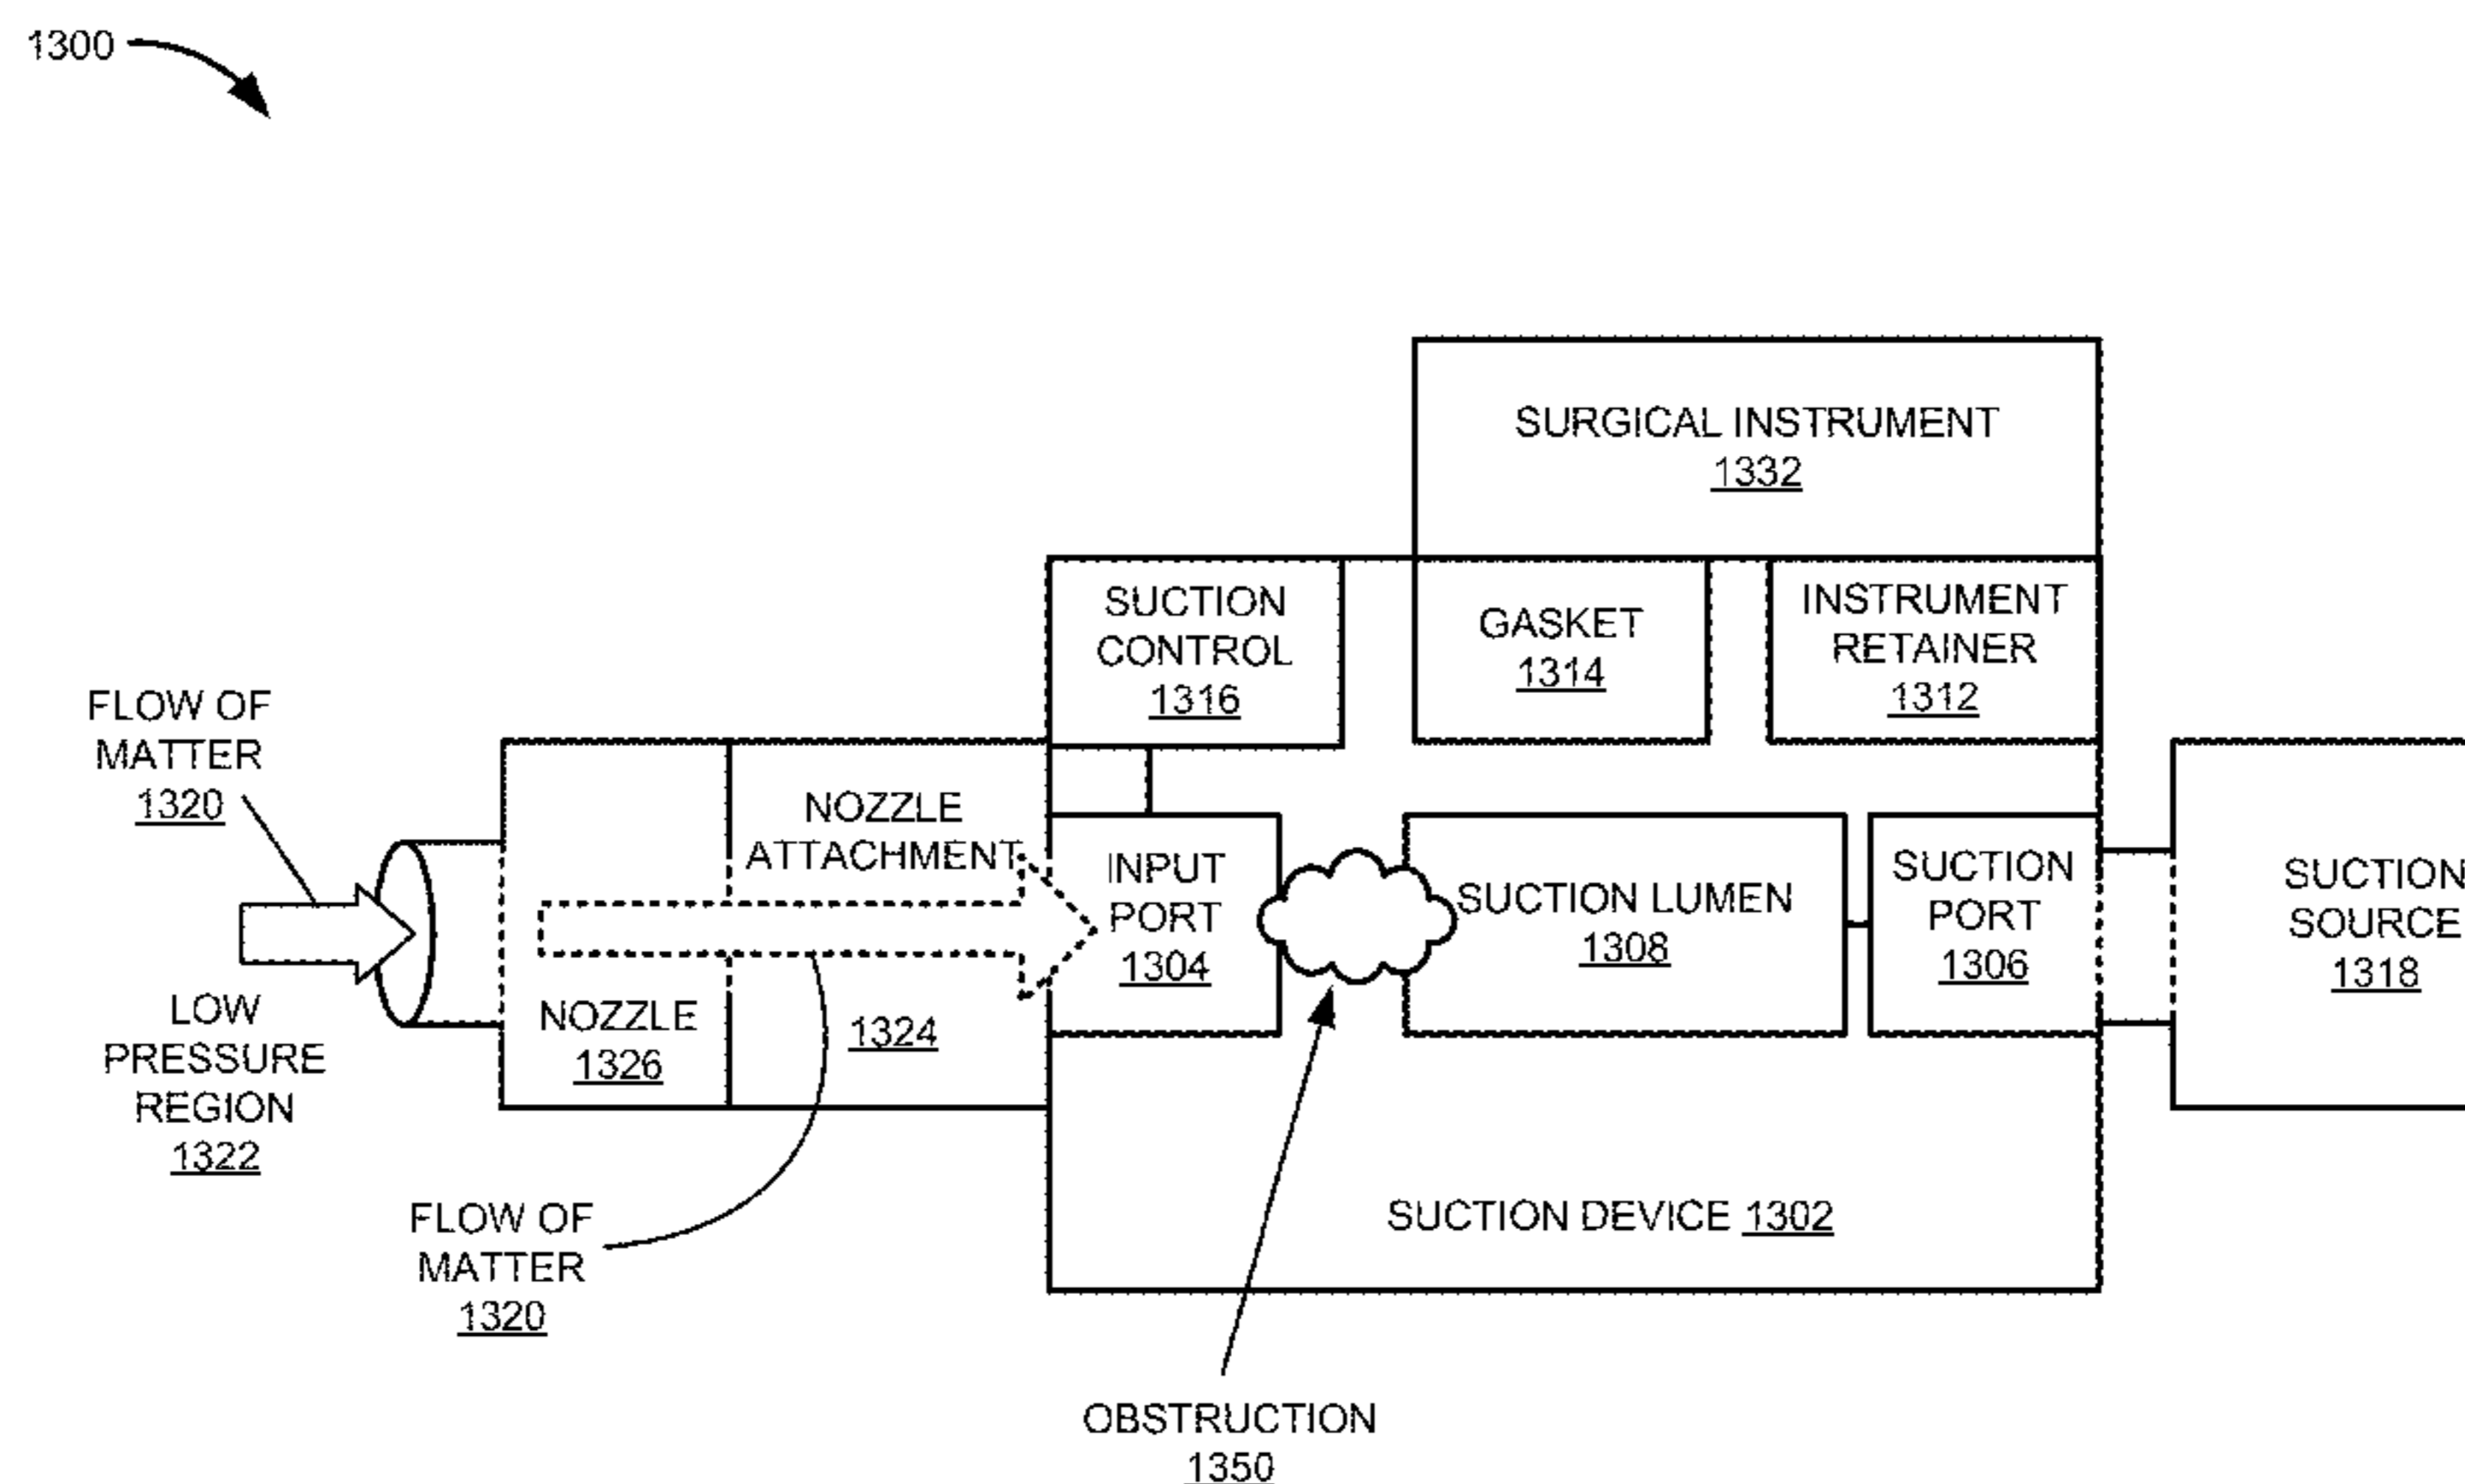 1300
SURGICAL INSTRUMENT
1332
SUCTION
CONTROL
1316
GASKET
1314
INSTRUMENT
RETAINER
1312
FLOW OF
MATTER
1320
NOZZLE
ATTACHMENT
1324
INPUT
PORT
1304
SUCTION LUMEN
1308
SUCTION
PORT
1306
SUCTION
SOURCE
1318
LOW
PRESSURE
REGION
1322
NOZZLE
1326
FLOW OF
MATTER
1320
SUCTION DEVICE 1302
OBSTRUCTION
1350